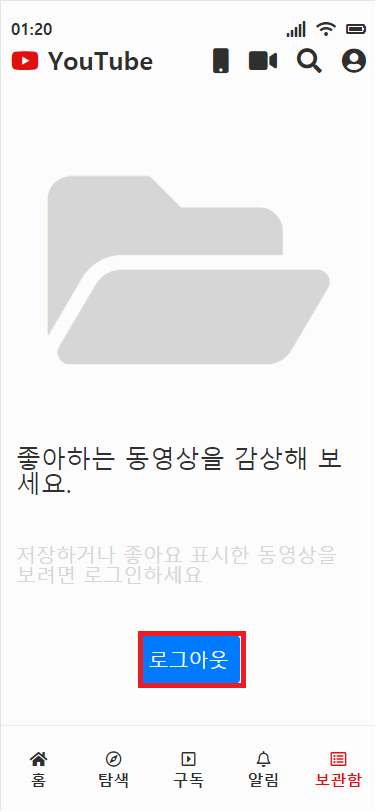 01:20
YouTube
좋아하는 동영상을 감상해 보
세요.
저장하거나 좋아요 표시한 동영상을
보려면 로그인하세요
로그아웃
홈 탐색 구독 알림 보관함